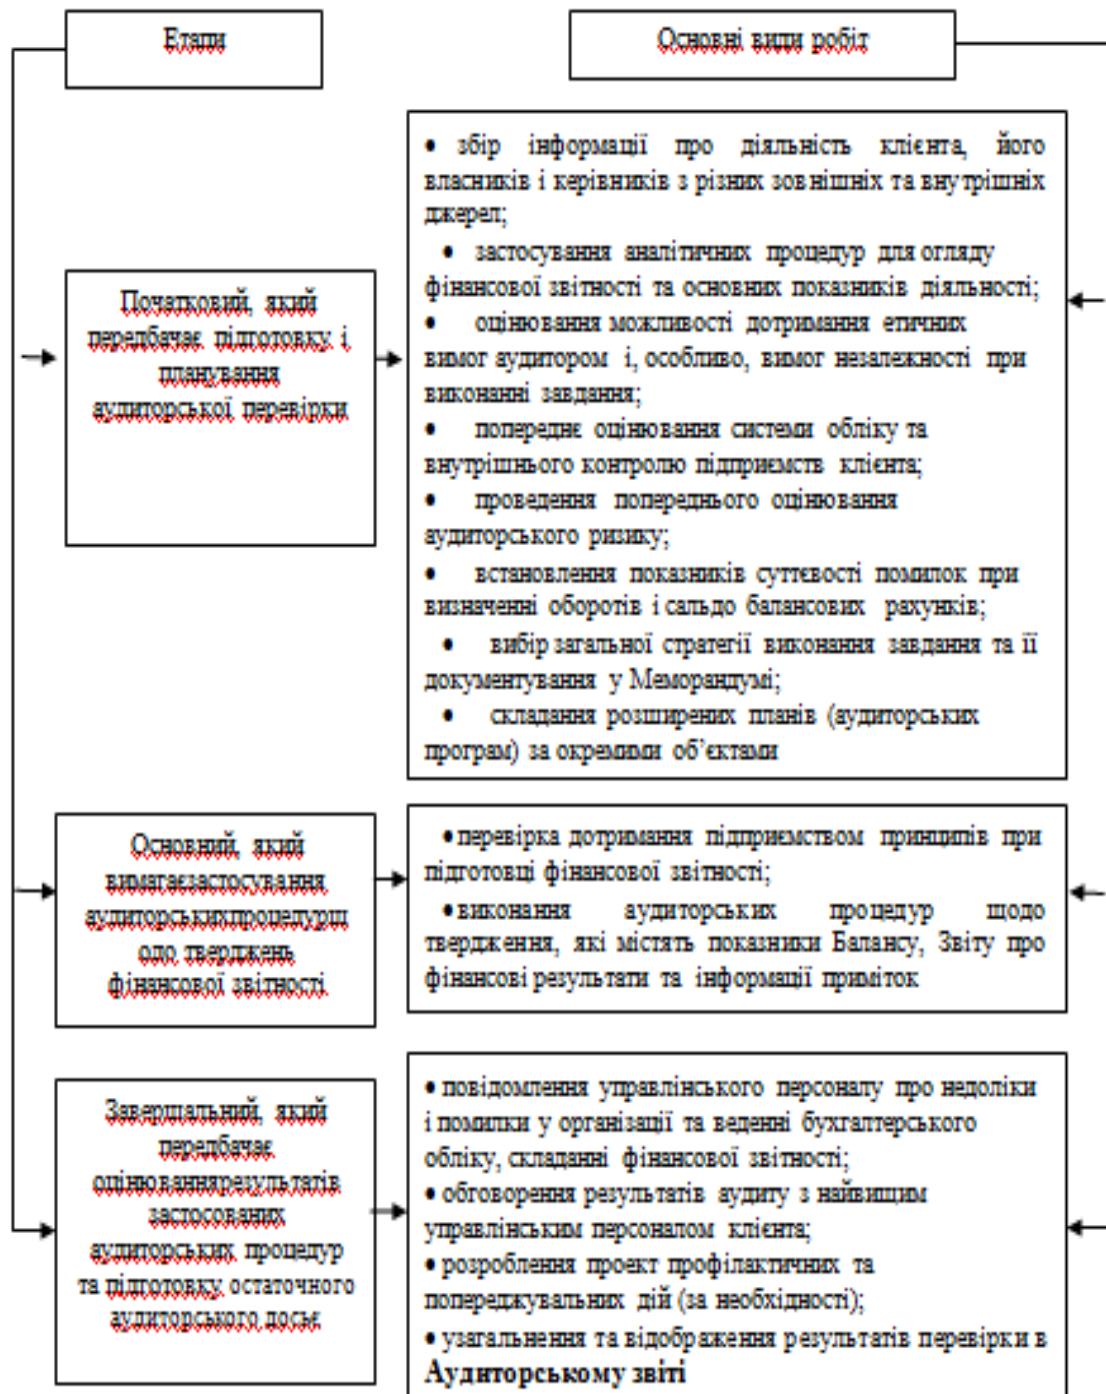 Етапи
Основні види робіт
Початковий, який
передбачає підготовку і
планування
аудиторської перевірки
• збір інформації про діяльність клієнта, його
власників і керівників з різних зовнішніх та внутрішніх
джерел;
• застосування аналітичних процедур для огляду
фінансової звітності та основних показників діяльності;
• оцінювання можливості дотримання етичних
вимог аудитором і, особливо, вимог незалежності при
виконанні завдання;
• попереднє оцінювання системи обліку та
внутрішнього контролю підприємств клієнта;
• проведення попереднього оцінювання
аудиторського ризику;
• встановлення показників суттєвості помилок при
визначенні оборотів і сальдо балансових рахунків;
• вибір загальної стратегії виконання завдання та її
документування у Меморандумі;
• складання розширених планів (аудиторських
програм) за окремими об’єктами
Основний, який
вимагаєзастосування
аудиторськихпроцедурщ
одо тверджень
фінансової звітності
• перевірка дотримання підприємством принципів при
підготовці фінансової звітності;
• виконання аудиторських процедур щодо
твердження, які містять показники Балансу, Звіту про
фінансові результати та інформації приміток
Завершальний, який
передбачає
оцінюваннярезультатів
застосованих
аудиторських процедур
та підготовку остаточного
аудиторського досьє
• повідомлення управлінського персоналу про недоліки
і помилки у організації та веденні бухгалтерського
обліку, складанні фінансової звітності;
• обговорення результатів аудиту з найвищим
управлінським персоналом клієнта;
• розроблення проект профілактичних та
попереджувальних дій (за необхідності);
• узагальнення та відображення результатів перевірки в
Аудиторському звіті